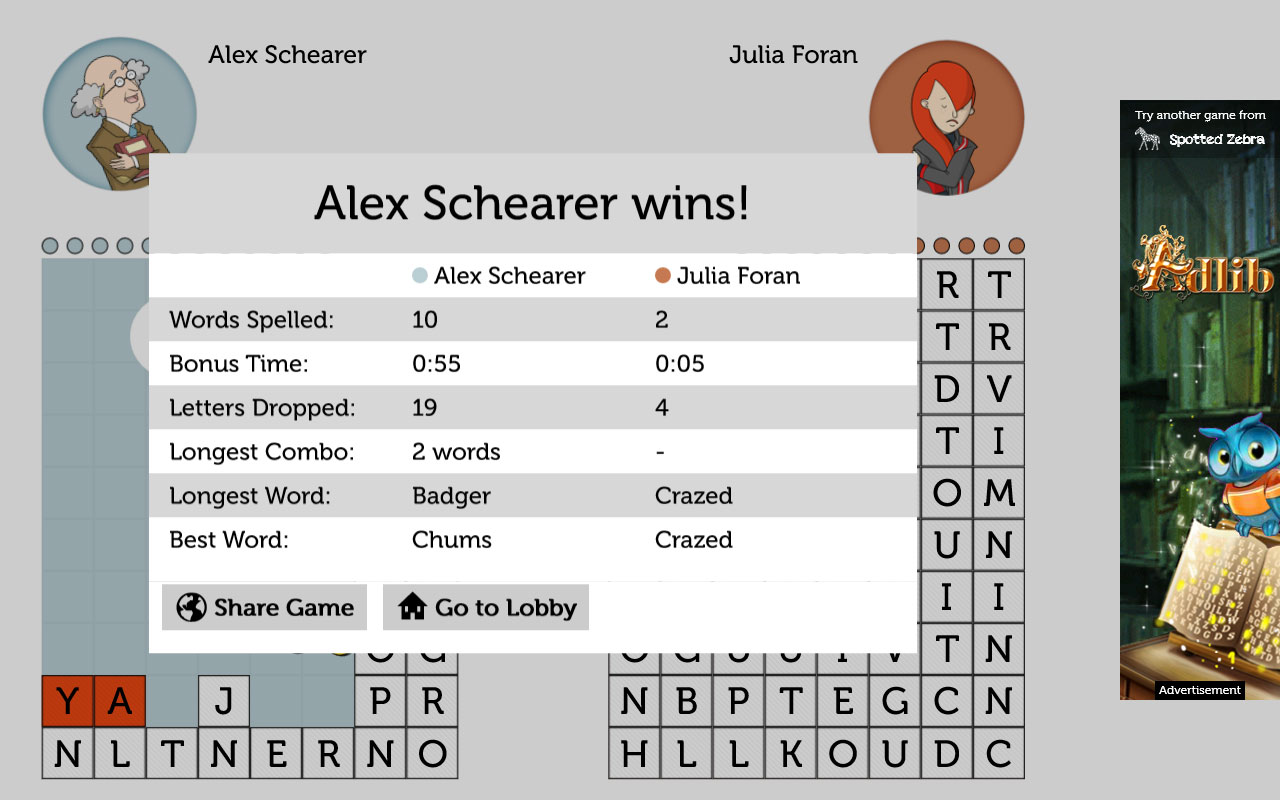 Alex Schearer
Julia Foran
Try another game from
Spotted Zebra
Alex Schearer wins!
Alex Schearer Julia Foran
Words Spelled: 10 2
Bonus Time: 0:55 0:05
Letters Dropped: 19 4
Longest Combo: 2 words -
Longest Word: Badger Crazed
Best Word: Chums Crazed
Share Game Go to Lobby
Adlib
R T
T R
D V
T I
O M
U N
I I
T N
Y A J P R N B P T E G C N
N L T N E R N O H L L K O U D C
Advertisement